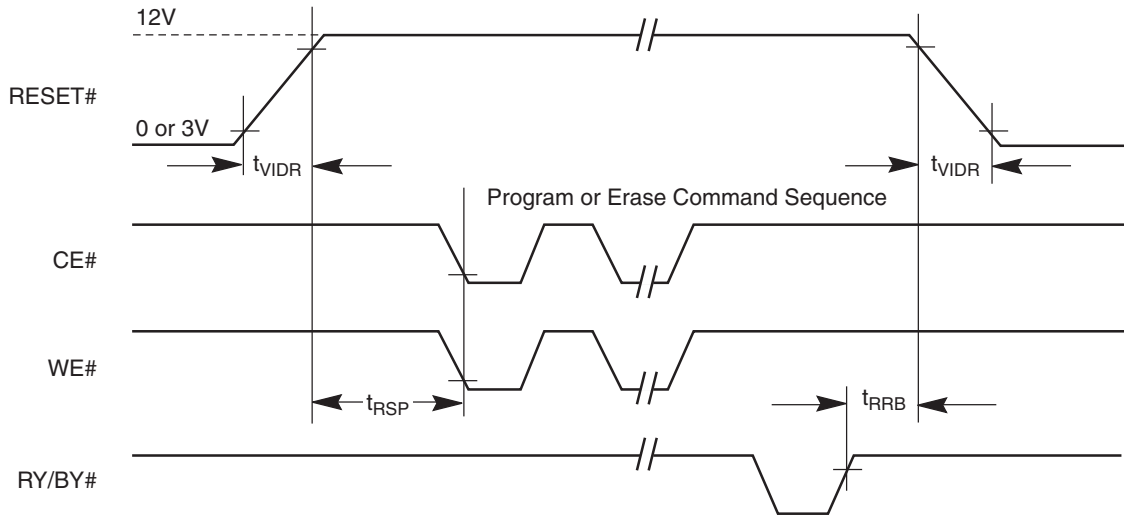 12V
RESET#
0 or 3V
tVIDR
tVIDR
Program or Erase Command Sequence
CE#
WE#
tRSP
tRRB
RY/BY#